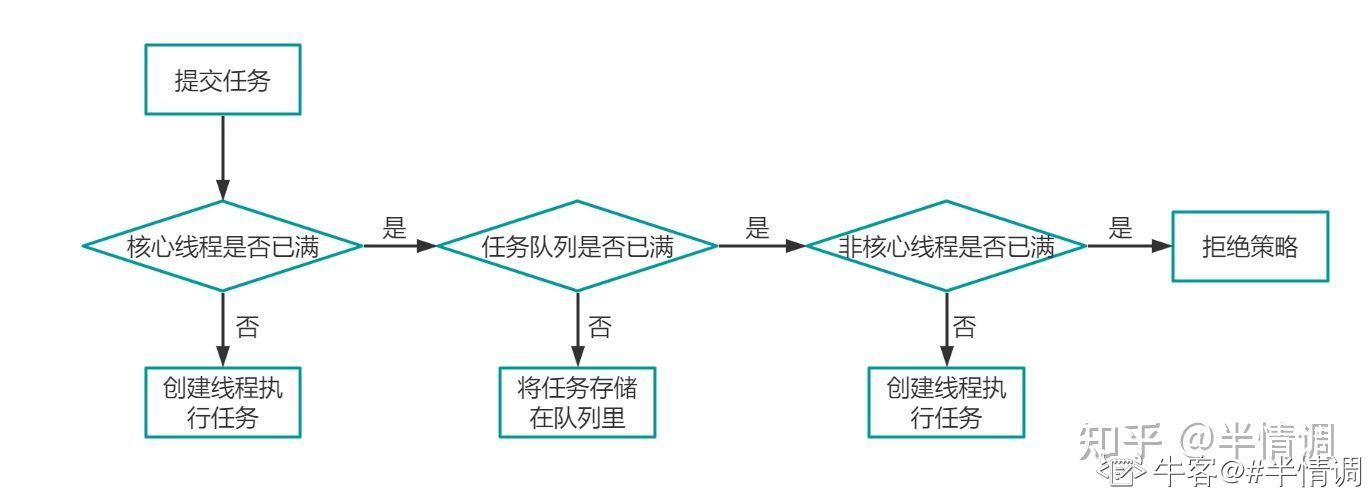 提交任务
核心线程是否已满
是
任务队列是否已满
是
非核心线程是否已满
是
拒绝策略
否
否
否
创建线程执
行任务
将任务存储
在队列里
创建线程执
行任务
知乎 @半情调
牛客@#半情调